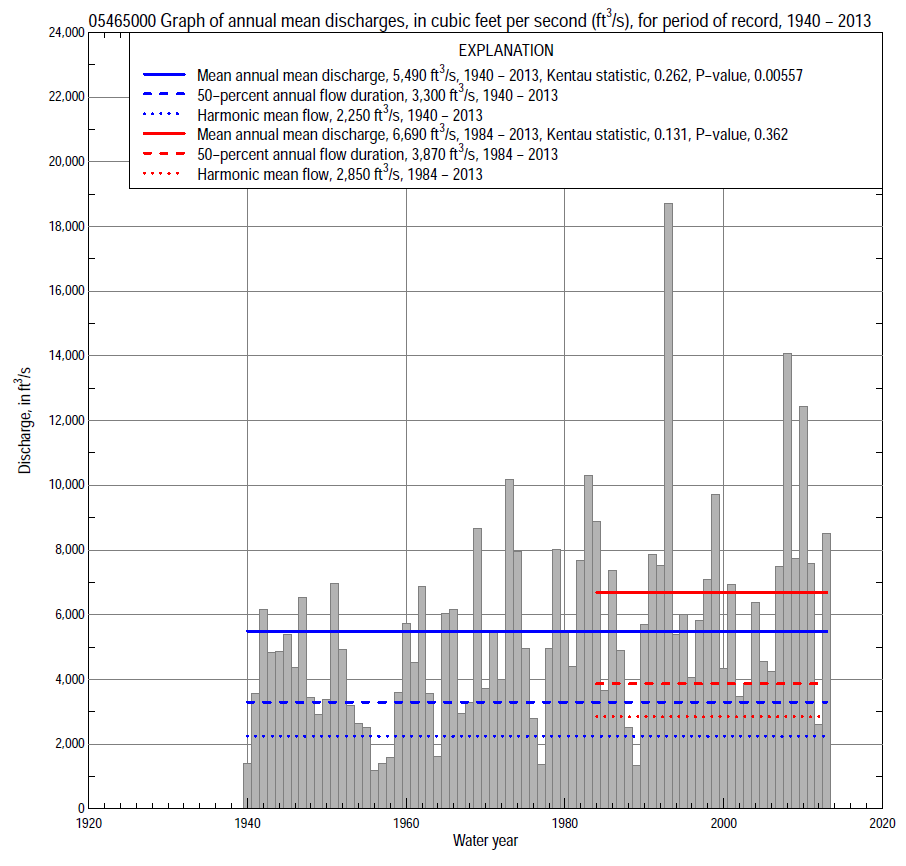 05465000 Graph of annual mean discharges, in cubic feet per second (ft³/s), for period of record, 1940 – 2013
EXPLANATION
Mean annual mean discharge, 5,490 ft³/s, 1940 – 2013, Kentau statistic, 0.262, P–value, 0.00557
50–percent annual flow duration, 3,300 ft³/s, 1940 – 2013
Harmonic mean flow, 2,250 ft³/s, 1940 – 2013
Mean annual mean discharge, 6,690 ft³/s, 1984 – 2013, Kentau statistic, 0.131, P–value, 0.362
50–percent annual flow duration, 3,870 ft³/s, 1984 – 2013
Harmonic mean flow, 2,850 ft³/s, 1984 – 2013
24,000
22,000
20,000
18,000
16,000
14,000
12,000
10,000
8,000
6,000
4,000
2,000
0
Discharge, in ft³/s
1920 1940 1960 1980 2000 2020
Water year